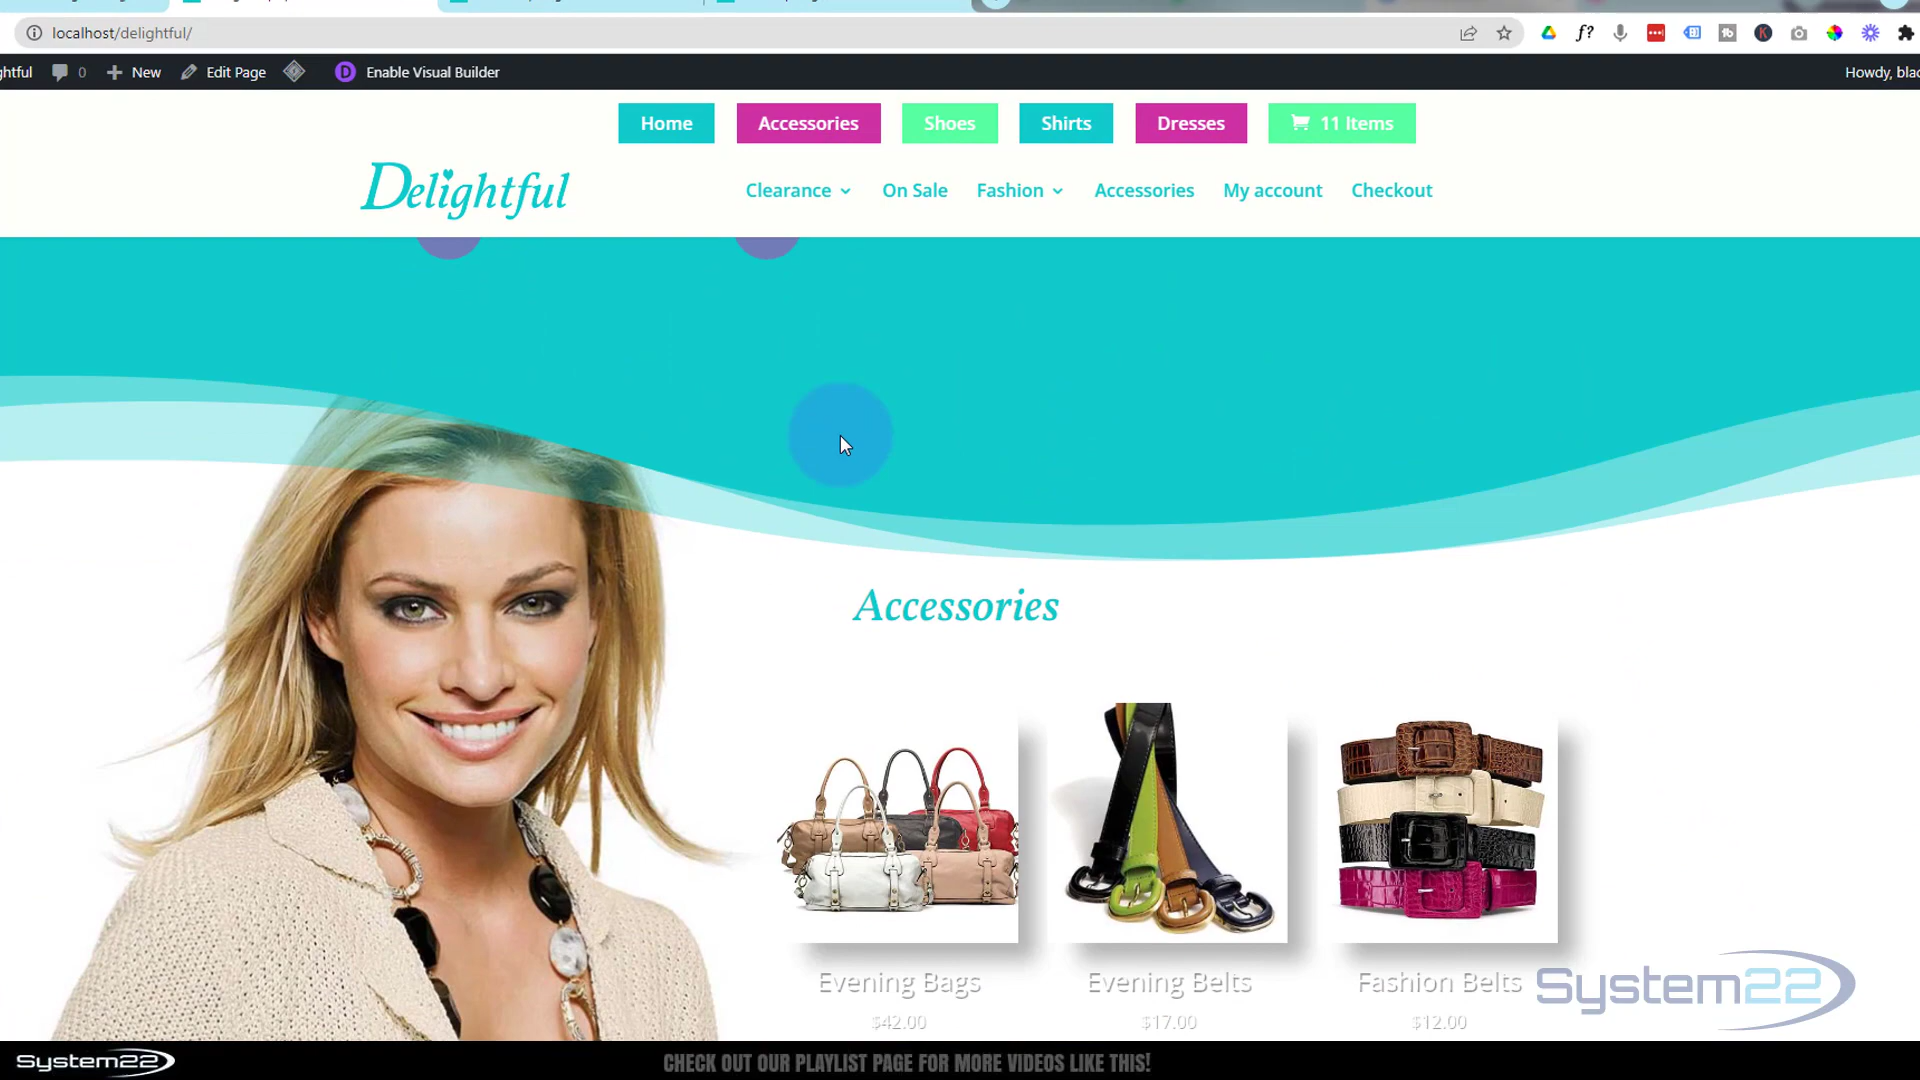 localhost/delightful/
ghtful 0 New Edit Page Enable Visual Builder Howdy, blac
Home Accessories Shoes Shirts Dresses 11 Items
Delightful
Clearance On Sale Fashion Accessories My account Checkout
Accessories
Evening Bags Evening Belts Fashion Belts
$42.00 $17.00 $12.00
System22
System22
CHECK OUT OUR PLAYLIST PAGE FOR MORE VIDEOS LIKE THIS!